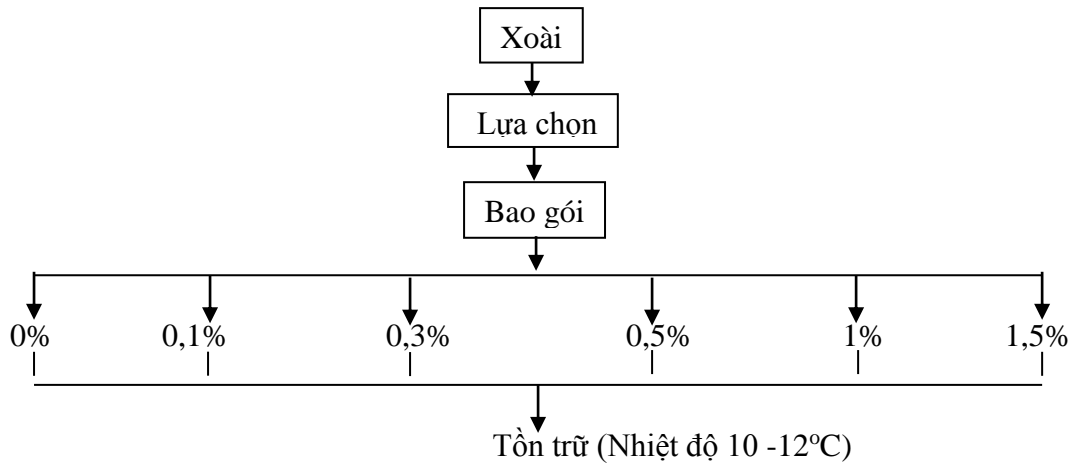 Xoài
Lựa chọn
Bao gói
0% 0,1% 0,3% 0,5% 1% 1,5%
Tồn trữ (Nhiệt độ 10 -12ºC)